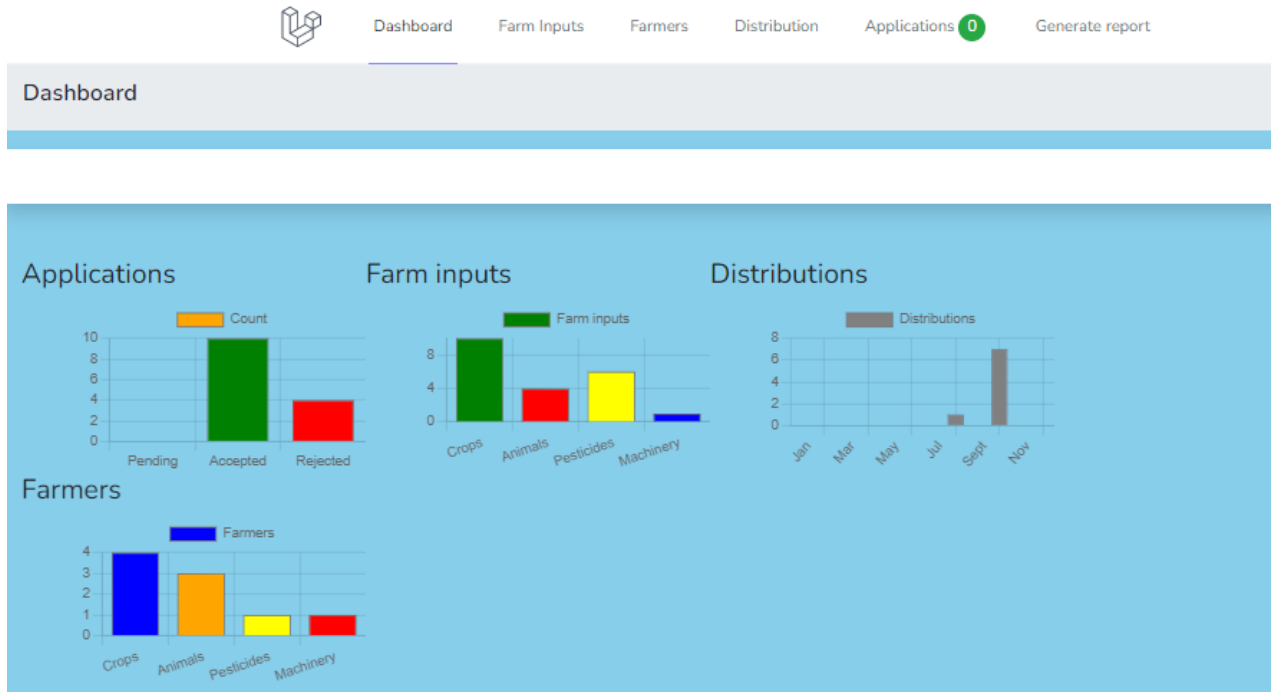 Dashboard Farm Inputs Farmers Distribution Applications 0 Generate report
Dashboard
Applications
Count
10
8
6
4
2
0
Pending Accepted Rejected
Farm inputs
Farm inputs
8
4
0
Crops Animals Pesticides Machinery
Distributions
Distributions
8
6
4
2
0
Jan Mar May Jul Sept Nov
Farmers
Farmers
4
3
2
1
0
Crops Animals Pesticides Machinery